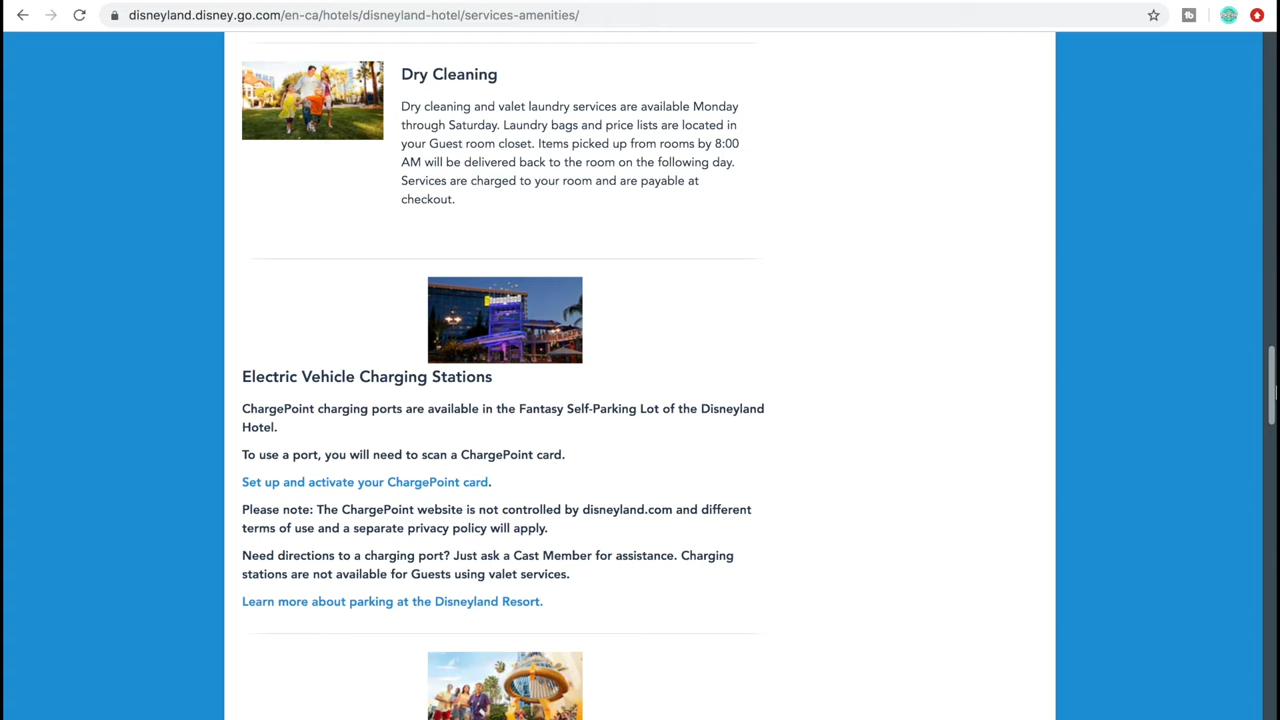 disneyland.disney.go.com/en-ca/hotels/disneyland-hotel/services-amenities/
Dry Cleaning
Dry cleaning and valet laundry services are available Monday
through Saturday. Laundry bags and price lists are located in
your Guest room closet. Items picked up from rooms by 8:00
AM will be delivered back to the room on the following day.
Services are charged to your room and are payable at
checkout.
Electric Vehicle Charging Stations
ChargePoint charging ports are available in the Fantasy Self-Parking Lot of the Disneyland
Hotel.
To use a port, you will need to scan a ChargePoint card.
Set up and activate your ChargePoint card.
Please note: The ChargePoint website is not controlled by disneyland.com and different
terms of use and a separate privacy policy will apply.
Need directions to a charging port? Just ask a Cast Member for assistance. Charging
stations are not available for Guests using valet services.
Learn more about parking at the Disneyland Resort.